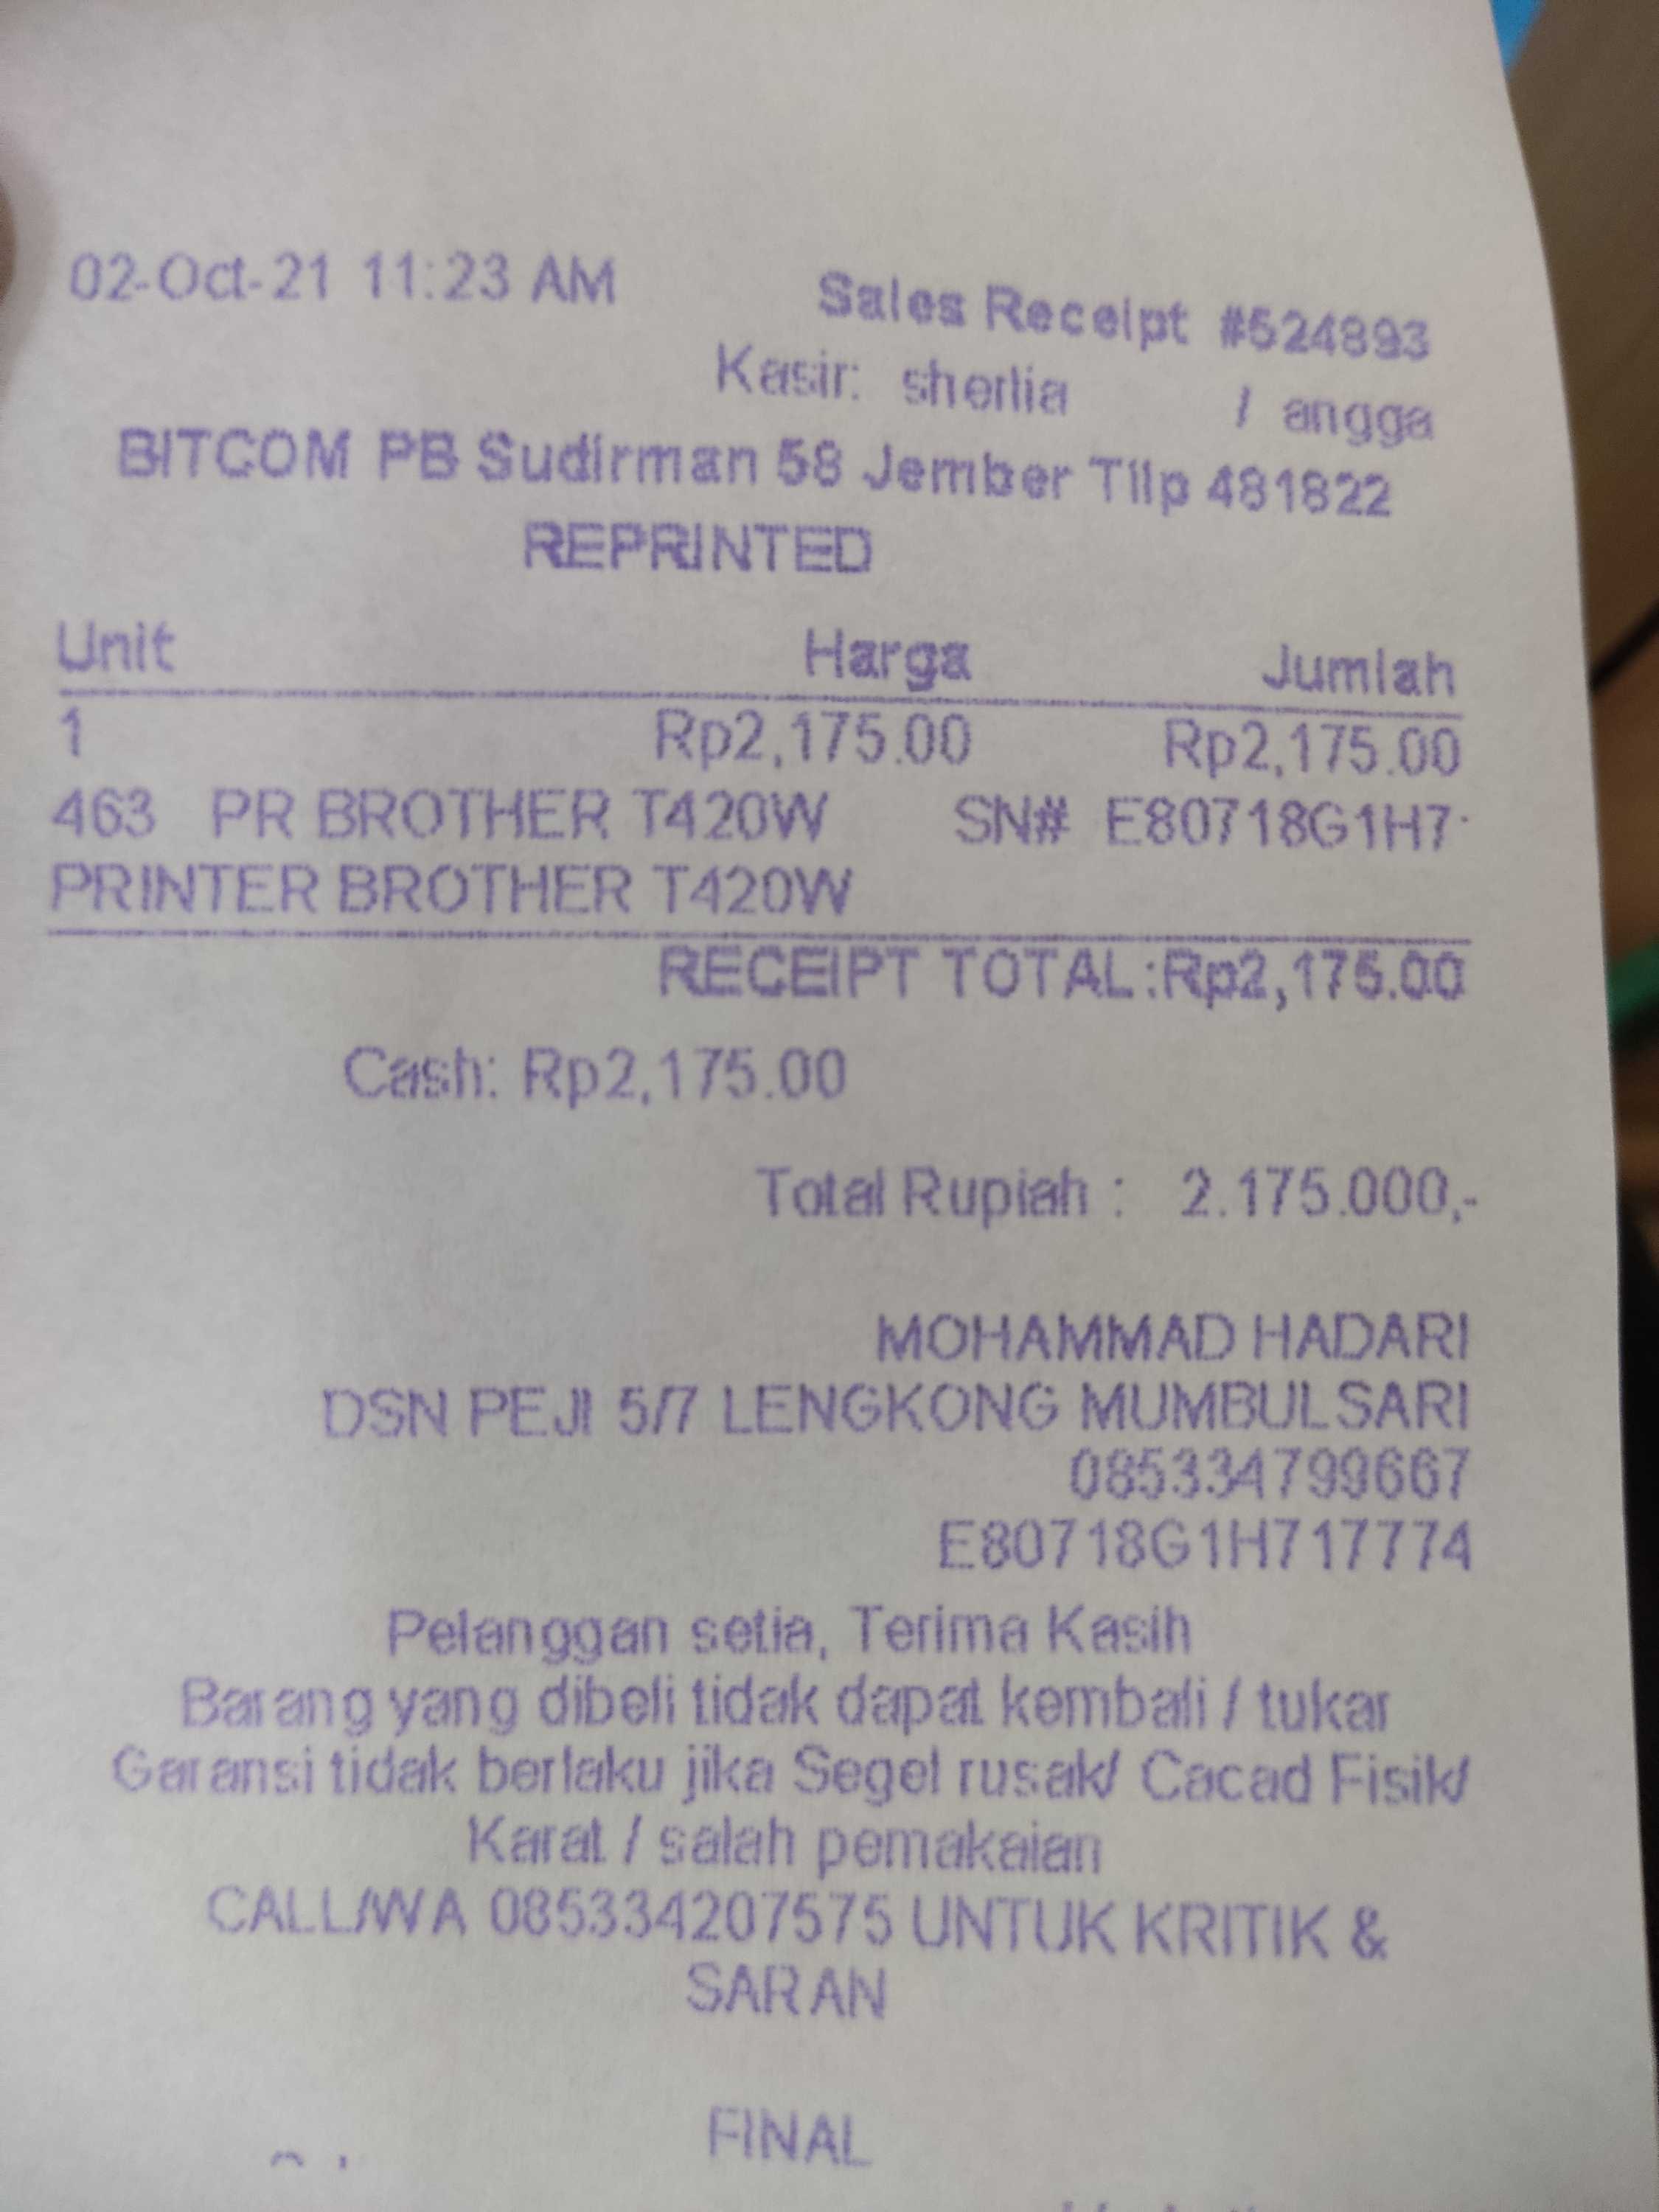 02-Oct-21 11:23 AM
Sales Receipt #524893
Kasir: sherlia / angga
BITCOM PB Sudirman 58 Jember Tllp 481822
REPRINTED
Unit Harga Jumlah
1 Rp2,175.00 Rp2,175.00
463 PR BROTHER T420W SN# E80718G1H7
PRINTER BROTHER T420W
RECEIPT TOTAL:Rp2,175.00
Cash: Rp2,175.00
Total Rupiah : 2.175.000,-
MOHAMMAD HADARI
DSN PEJI 5/7 LENGKONG MUMBULSARI
085334799667
E80718G1H717774
Pelanggan setia, Terima Kasih
Barang yang dibeli tidak dapat kembali / tukar
Garansi tidak berlaku jika Segel rusak/ Cacad Fisik/
Karat / salah pemakaian
CALL/WA 085334207575 UNTUK KRITIK &
SARAN
FINAL